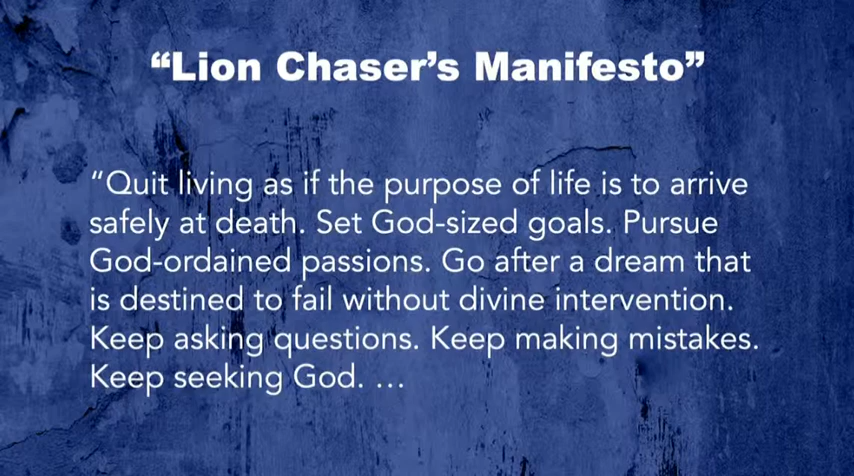 “Lion Chaser’s Manifesto”
“Quit living as if the purpose of life is to arrive
safely at death. Set God-sized goals. Pursue
God-ordained passions. Go after a dream that
is destined to fail without divine intervention.
Keep asking questions. Keep making mistakes.
Keep seeking God. …